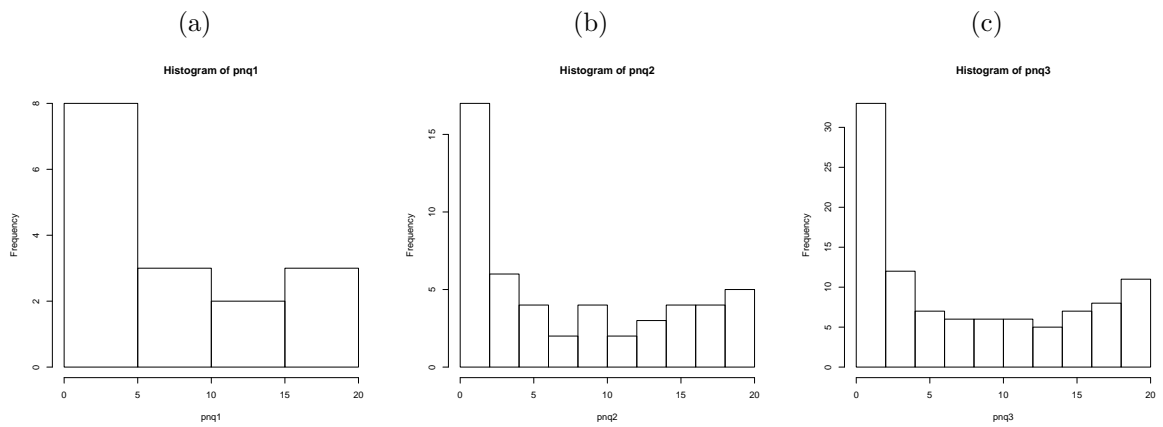 (a)
Histogram of pnq1
Frequency
8
6
4
2
0
0 5 10 15 20
pnq1
(b)
Histogram of pnq2
Frequency
15
10
5
0
0 5 10 15 20
pnq2
(c)
Histogram of pnq3
Frequency
30
25
20
15
10
5
0
0 5 10 15 20
pnq3